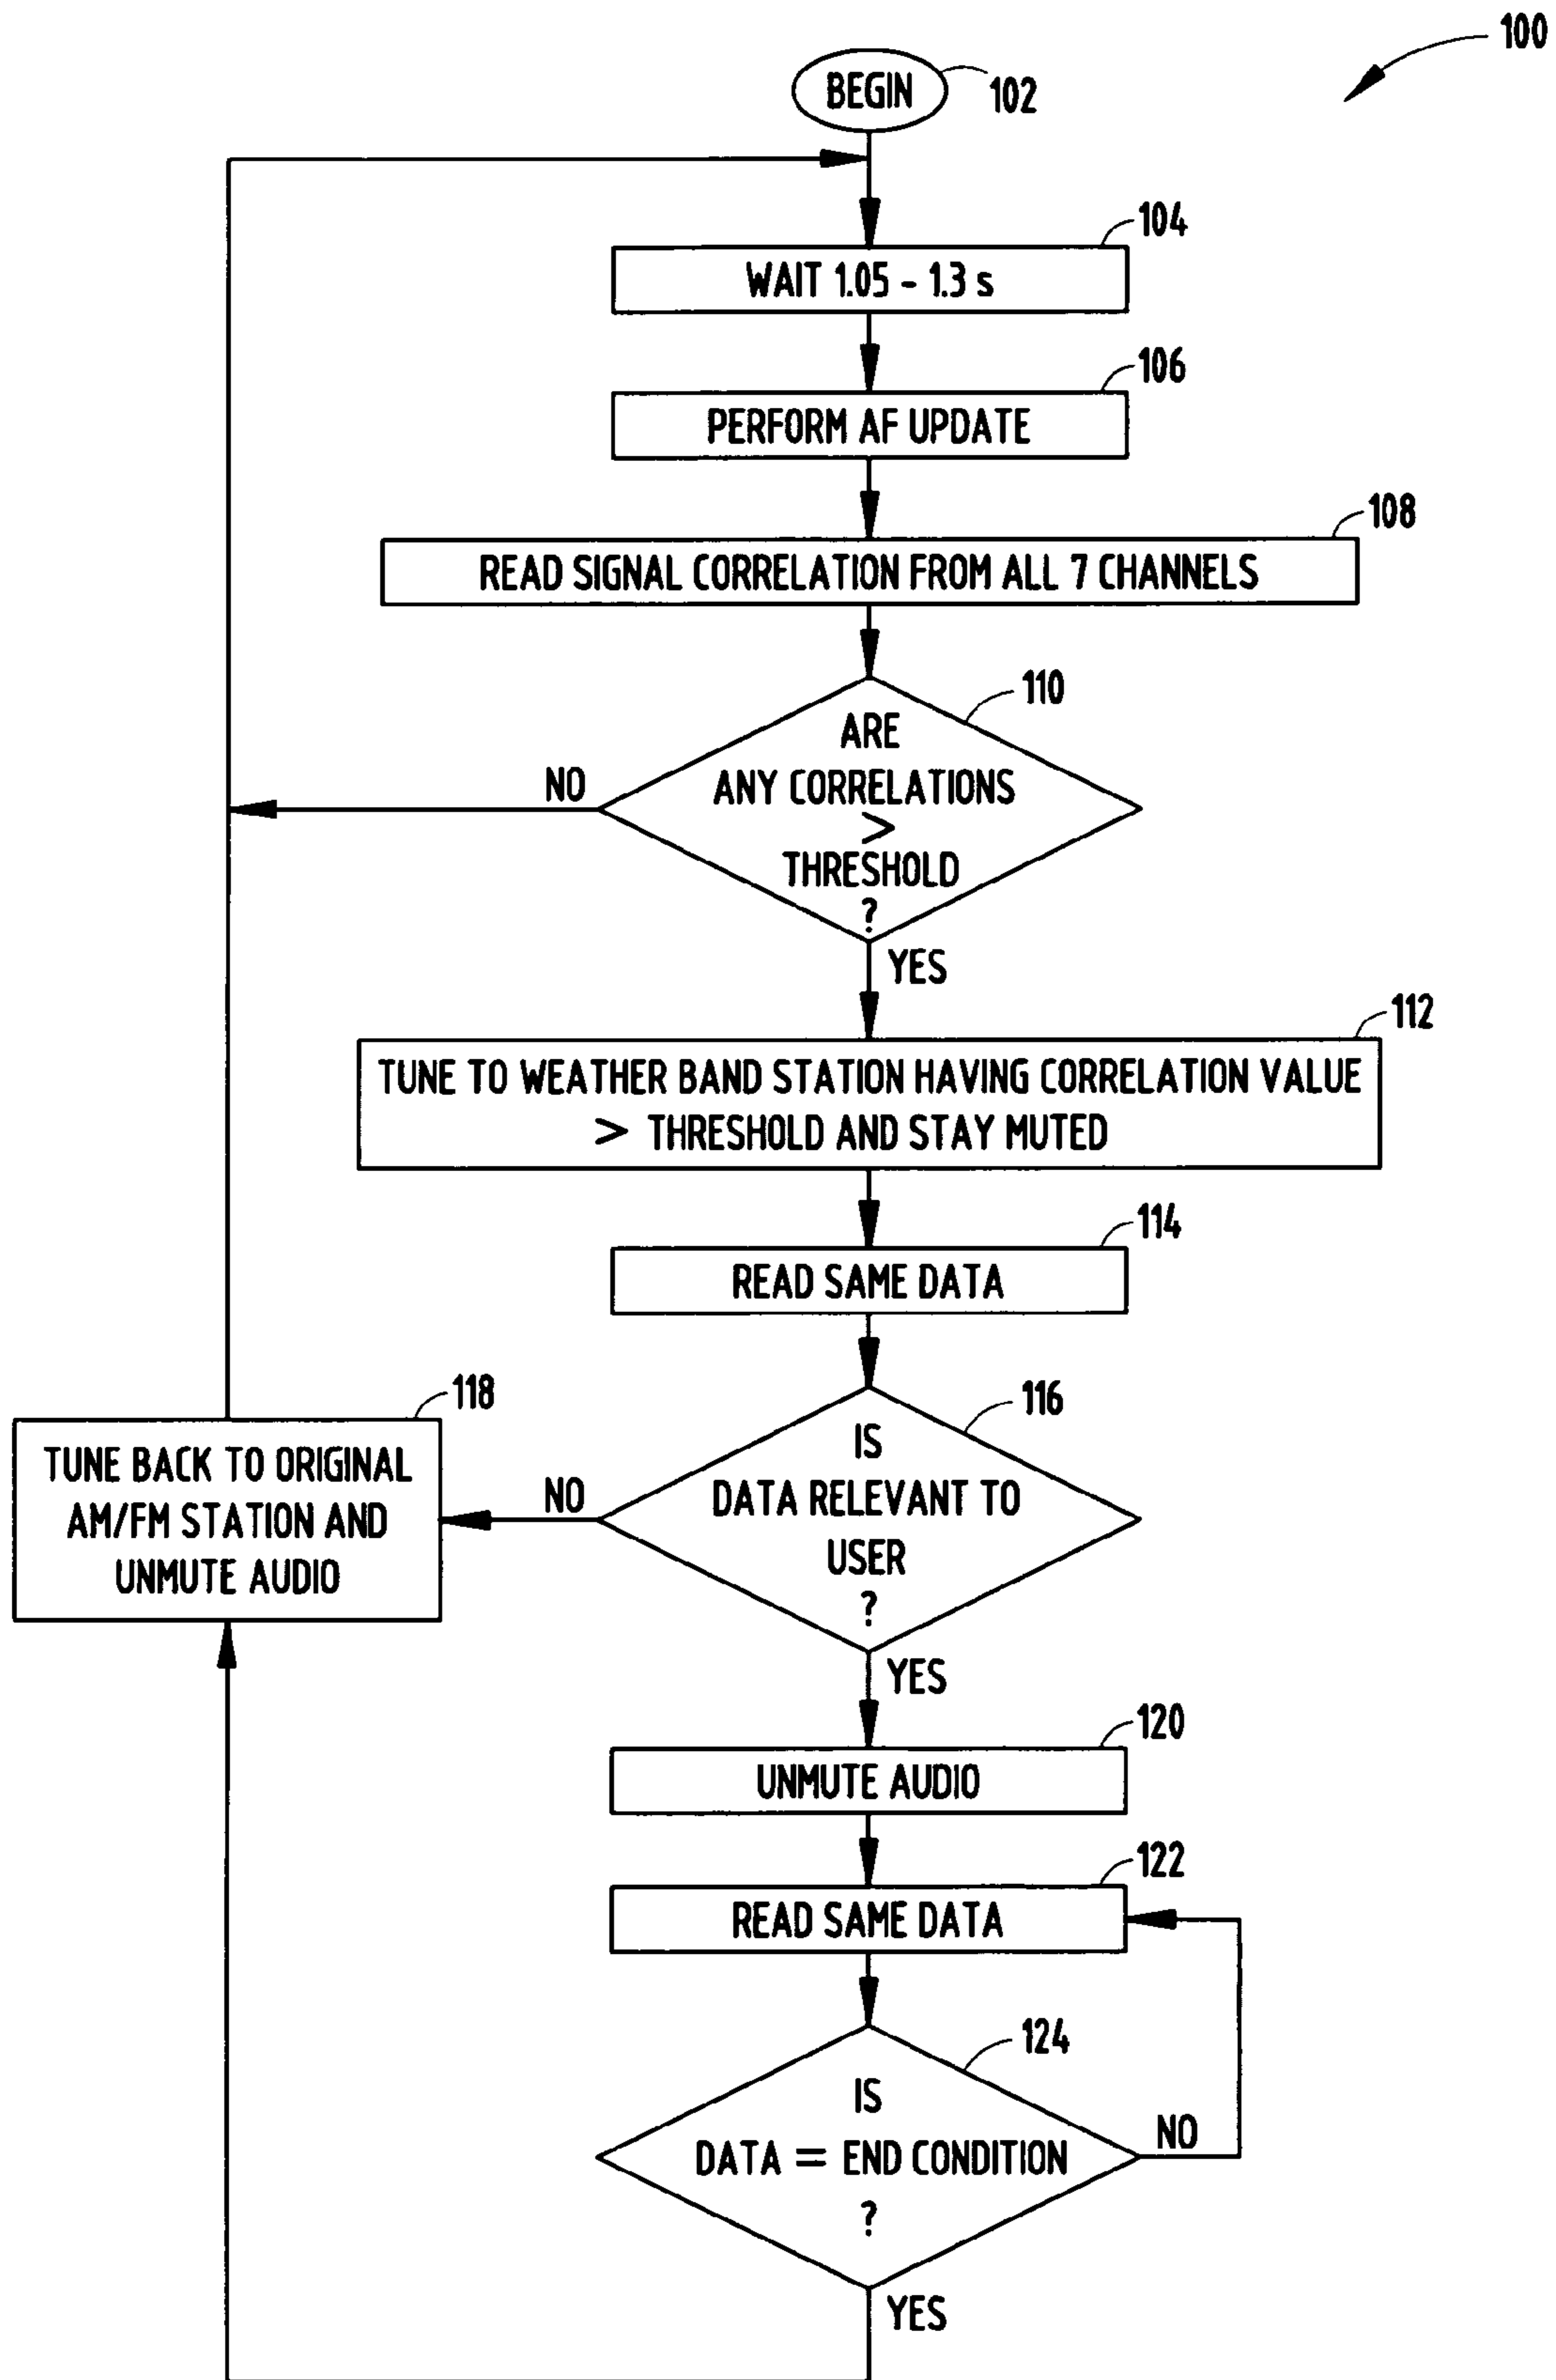 100
BEGIN
102
104
WAIT 1.05 - 1.3 s
106
PERFORM AF UPDATE
108
READ SIGNAL CORRELATION FROM ALL 7 CHANNELS
110
ARE
ANY CORRELATIONS
>
THRESHOLD
?
NO
YES
112
TUNE TO WEATHER BAND STATION HAVING CORRELATION VALUE
> THRESHOLD AND STAY MUTED
114
READ SAME DATA
116
IS
DATA RELEVANT TO
USER
?
NO
118
TUNE BACK TO ORIGINAL
AM/FM STATION AND
UNMUTE AUDIO
YES
120
UNMUTE AUDIO
122
READ SAME DATA
124
IS
DATA = END CONDITION
?
NO
YES